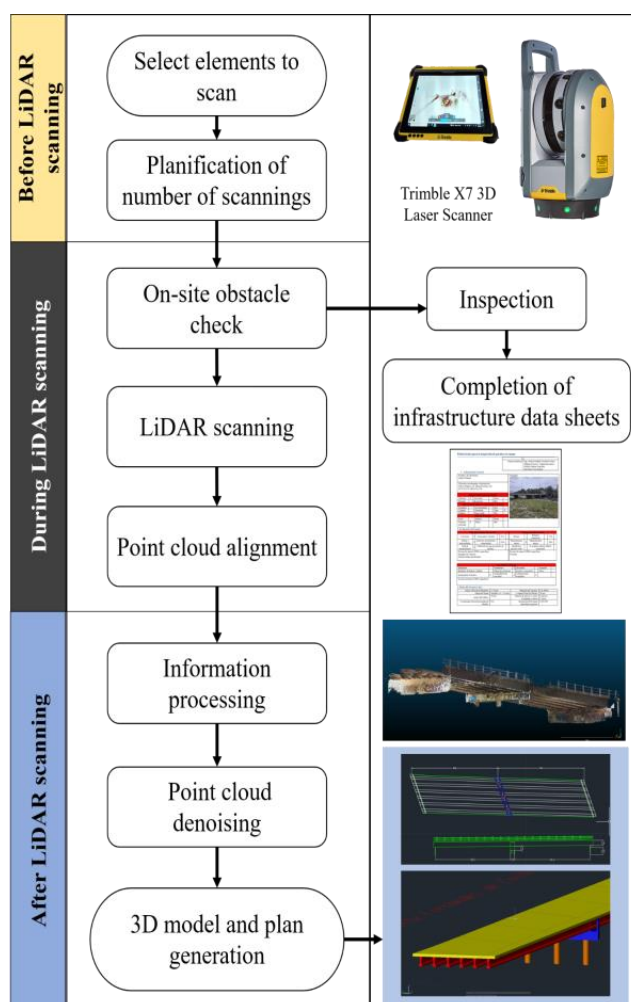 Before LiDAR
scanning
Select elements to
scan
Planification of
number of scannings
Trimble X7 3D
Laser Scanner
During LiDAR scanning
On-site obstacle
check
Inspection
LiDAR scanning
Completion of
infrastructure data sheets
Point cloud alignment
After LiDAR scanning
Information
processing
Point cloud
denoising
3D model and plan
generation